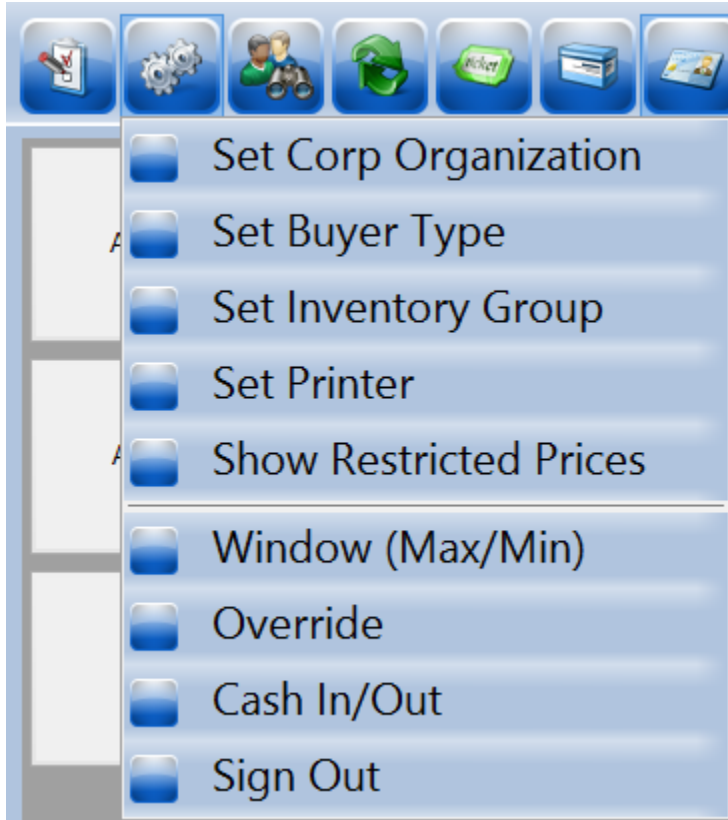 ticket
Set Corp Organization
Set Buyer Type
Set Inventory Group
Set Printer
Show Restricted Prices
Window (Max/Min)
Override
Cash In/Out
Sign Out